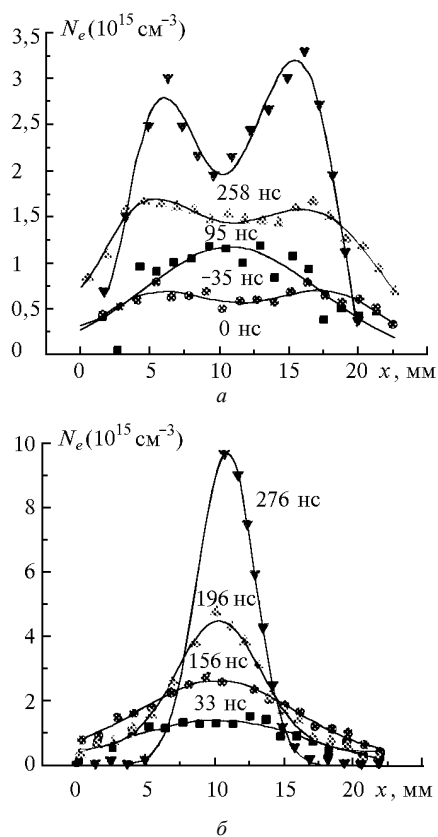 N_e (10^15 см^−3)
3,5
3
2,5
2
258 нс
1,5
95 нс
1
−35 нс
0,5
0 нс
0
0 5 10 15 20 x, мм
а
N_e (10^15 см^−3)
10
8
276 нс
6
196 нс
4
156 нс
2
33 нс
0
0 5 10 15 20 x, мм
б